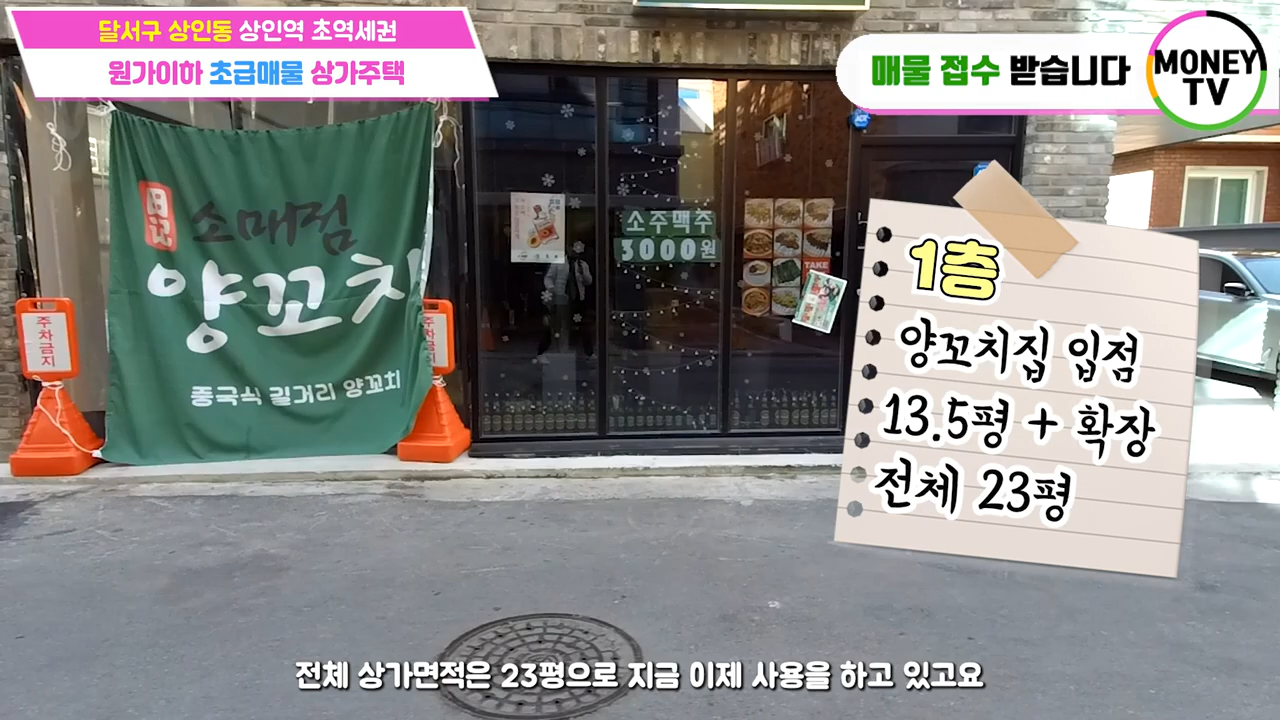 달서구 상인동 상인역 초역세권
원가이하 초급매물 상가주택
매물 접수 받습니다
MONEY
TV
소매점
양꼬치
중국식 길거리 양꼬치
주차금지
주차금지
소주맥주
3000원
TAKE
1층
양꼬치집 입점
13.5평 + 확장
전체 23평
전체 상가면적은 23평으로 지금 이제 사용을 하고 있고요